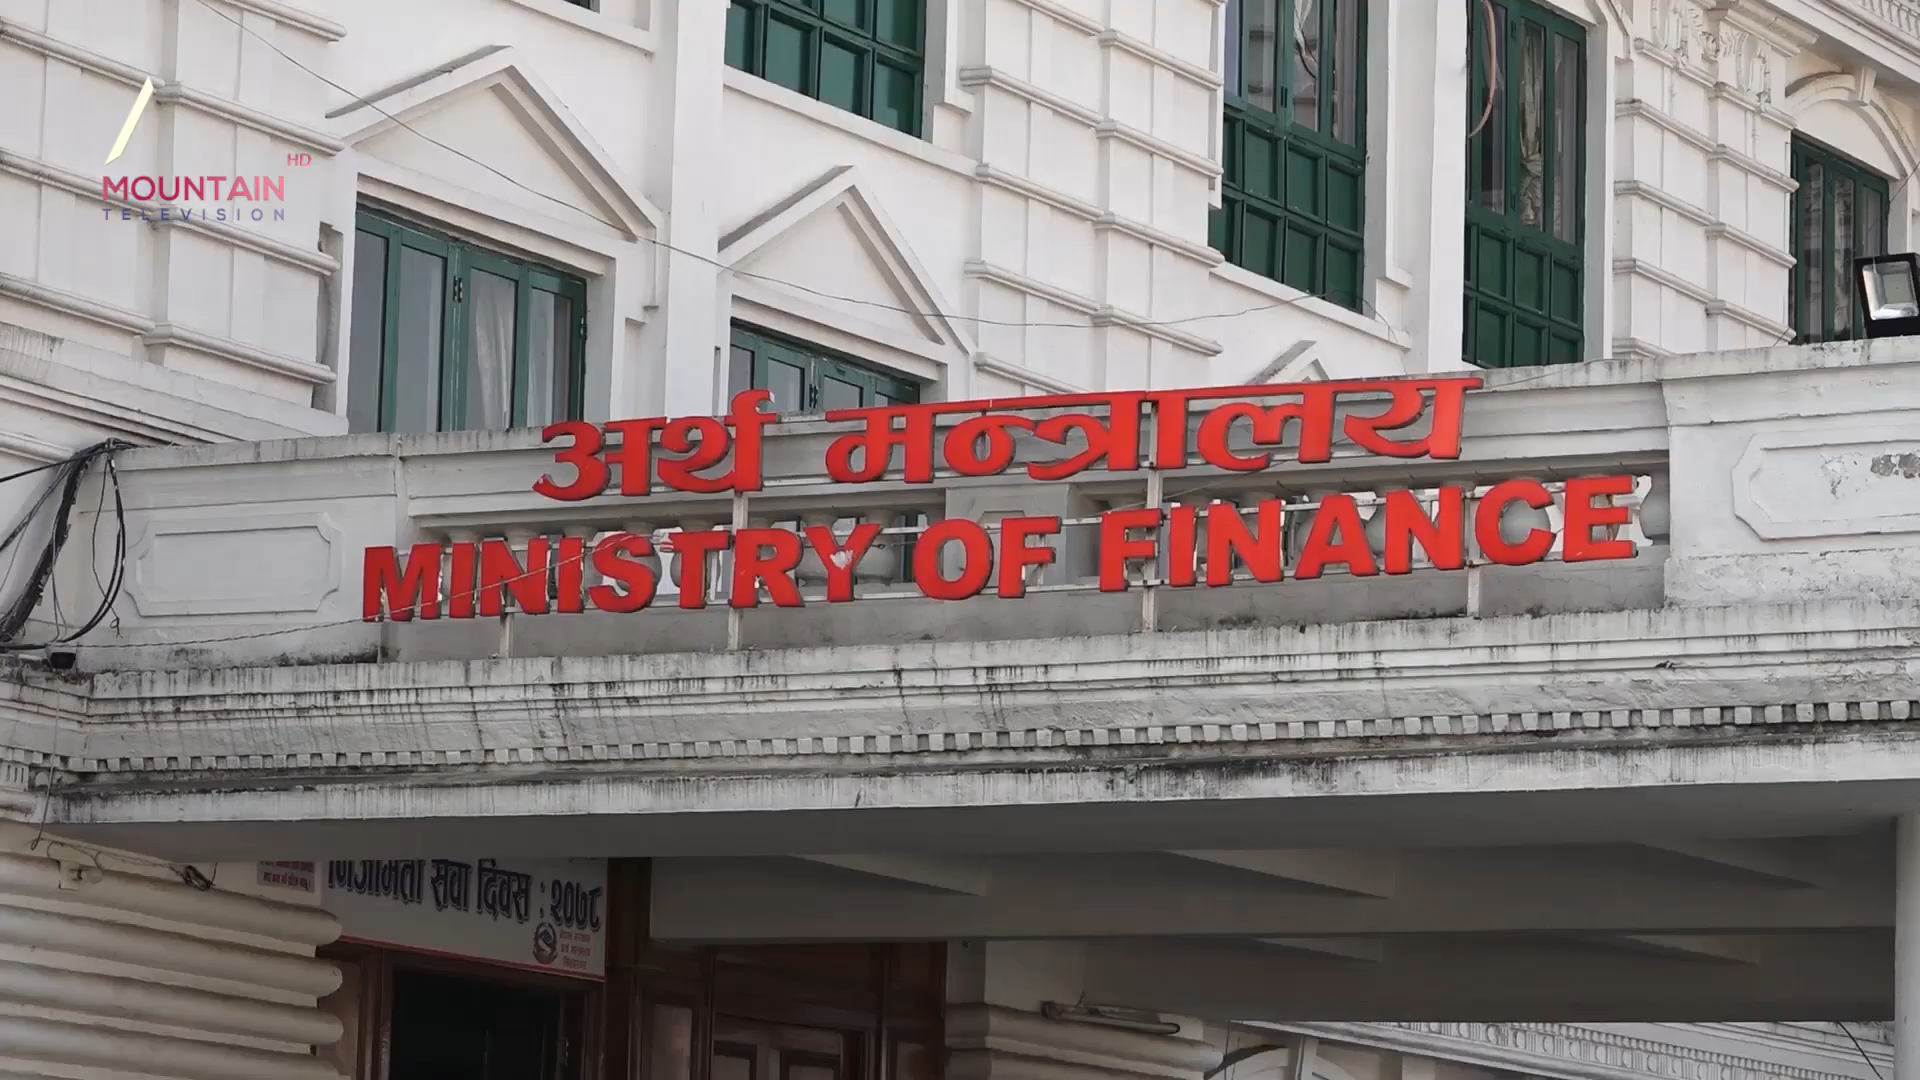 HD
MOUNTAIN
TELEVISION
अर्थ मन्त्रालय
MINISTRY OF FINANCE
निजामती सेवा दिवस : २०७८